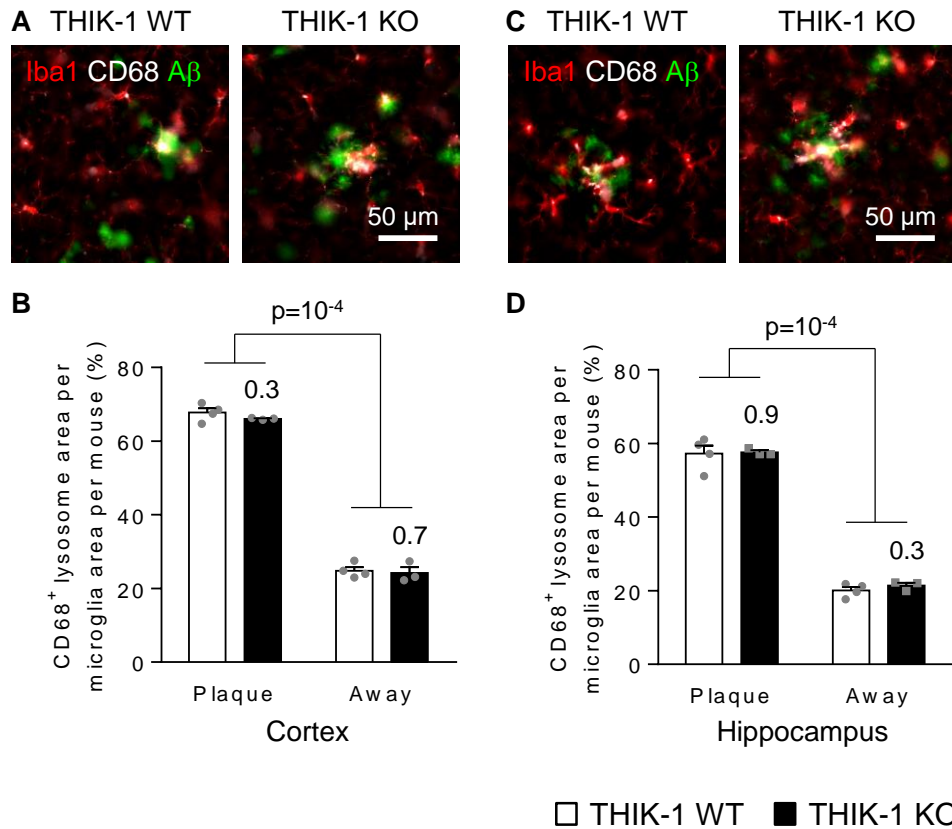 A THIK-1 WT THIK-1 KO
Iba1 CD68 Aβ
50 µm
C THIK-1 WT THIK-1 KO
Iba1 CD68 Aβ
50 µm
B
p=10⁻⁴
CD68⁺ lysosome area per
microglia area per mouse (%)
80
60
40
20
0
0.3
0.7
Plaque Away
Cortex
D
p=10⁻⁴
CD68⁺ lysosome area per
microglia area per mouse (%)
80
60
40
20
0
0.9
0.3
Plaque Away
Hippocampus
THIK-1 WT THIK-1 KO